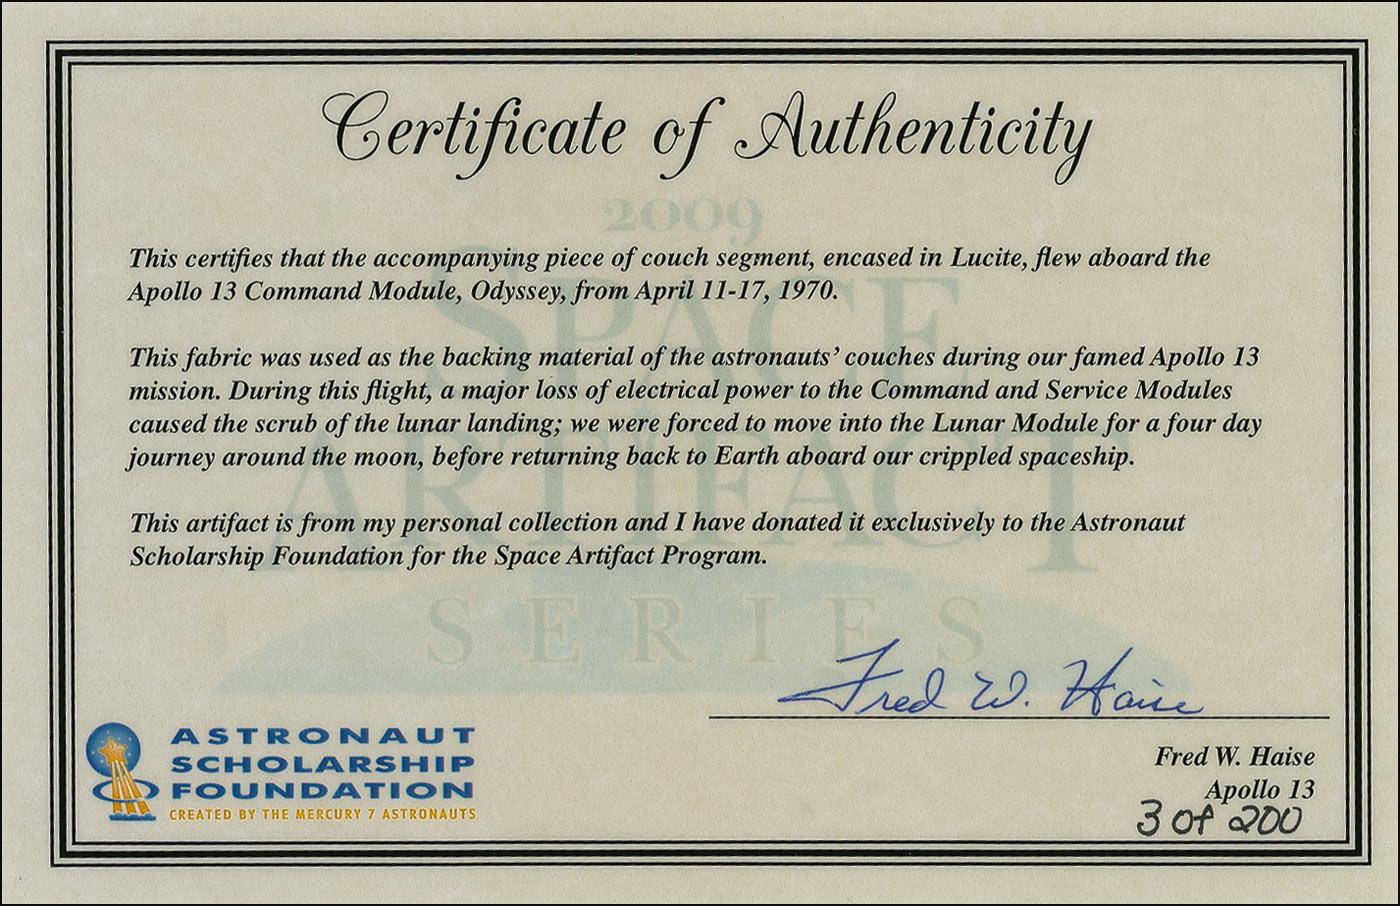 Certificate of Authenticity
2009
SPACE
ARTIFACT
SERIES
This certifies that the accompanying piece of couch segment, encased in Lucite, flew aboard the
Apollo 13 Command Module, Odyssey, from April 11-17, 1970.
This fabric was used as the backing material of the astronauts’ couches during our famed Apollo 13
mission. During this flight, a major loss of electrical power to the Command and Service Modules
caused the scrub of the lunar landing; we were forced to move into the Lunar Module for a four day
journey around the moon, before returning back to Earth aboard our crippled spaceship.
This artifact is from my personal collection and I have donated it exclusively to the Astronaut
Scholarship Foundation for the Space Artifact Program.
Fred W. Haise
Fred W. Haise
Apollo 13
3 of 200
ASTRONAUT
SCHOLARSHIP
FOUNDATION
CREATED BY THE MERCURY 7 ASTRONAUTS